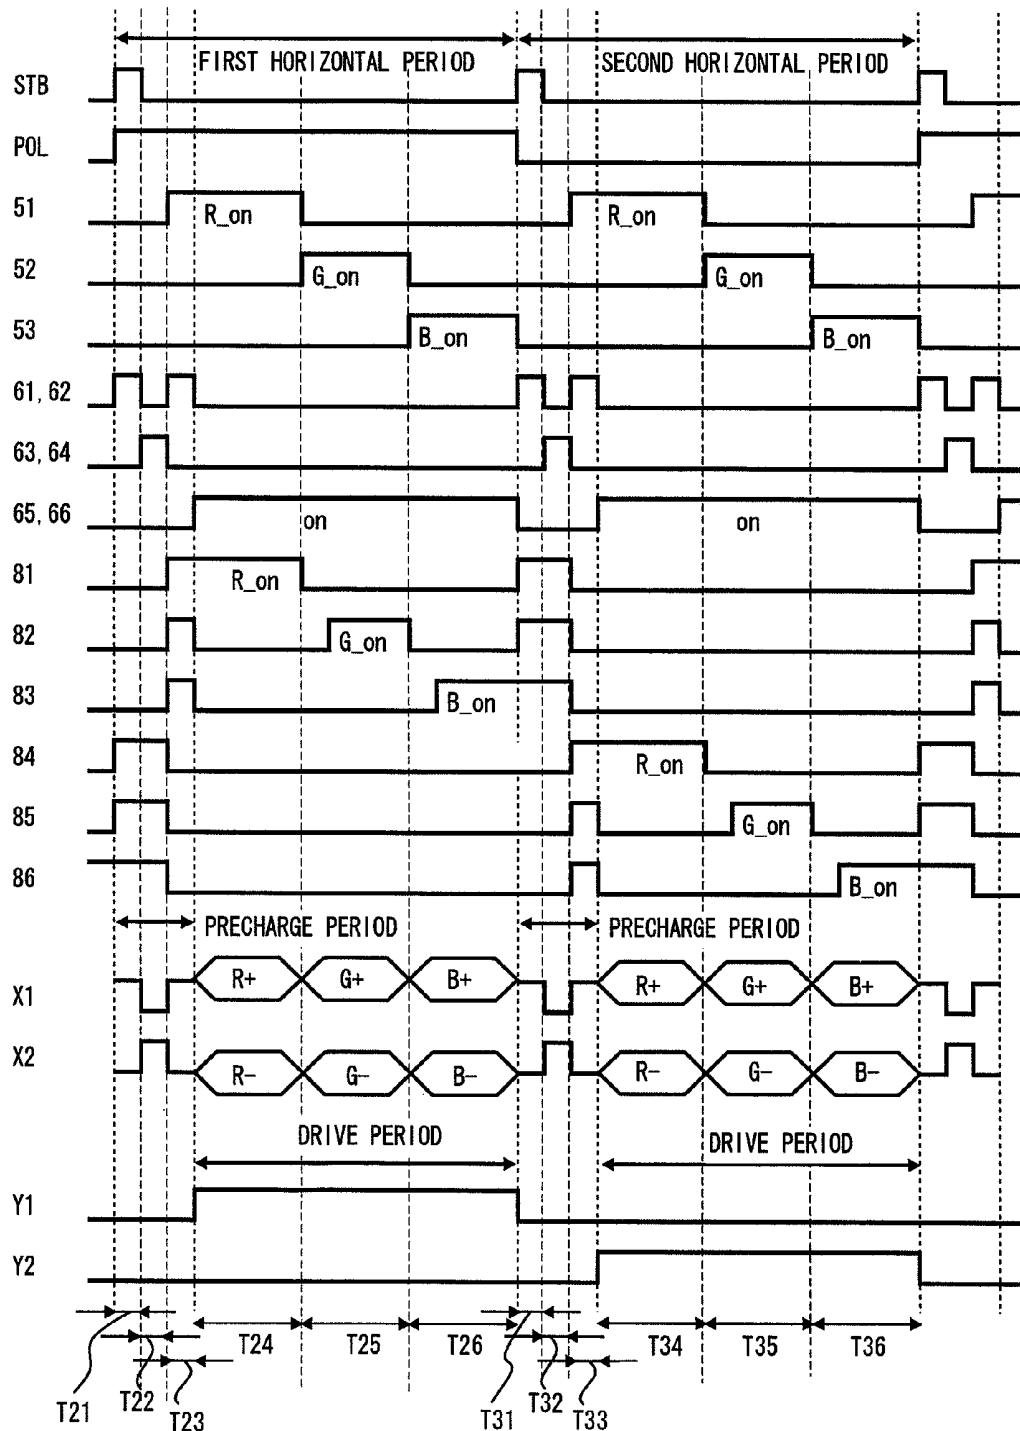 FIRST HORIZONTAL PERIOD SECOND HORIZONTAL PERIOD
STB
POL
51 R_on R_on
52 G_on G_on
53 B_on B_on
61, 62
63, 64
65, 66 on on
81 R_on
82 G_on
83 B_on
84 R_on
85 G_on
86 B_on
PRECHARGE PERIOD PRECHARGE PERIOD
X1 R+ G+ B+ R+ G+ B+
X2 R− G− B− R− G− B−
DRIVE PERIOD DRIVE PERIOD
Y1
Y2
T24 T25 T26 T34 T35 T36
T21 T22 T23 T31 T32 T33